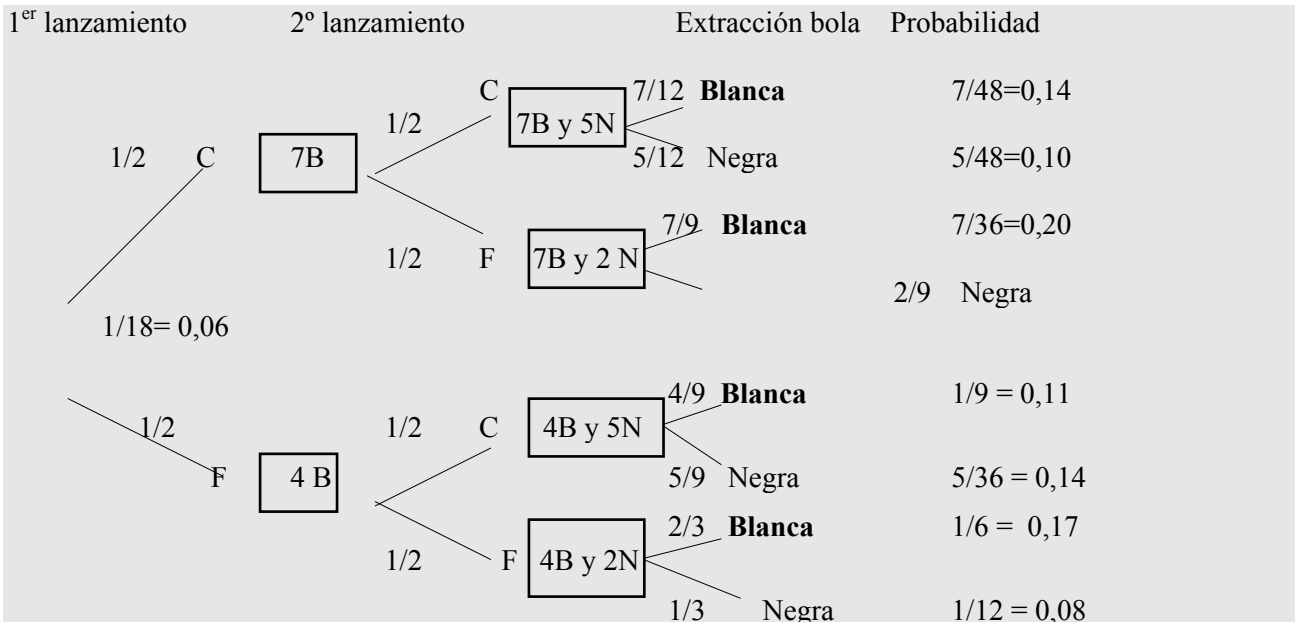 1er lanzamiento 2º lanzamiento Extracción bola Probabilidad
C 7/12 Blanca 7/48=0,14
1/2 7B y 5N
1/2 C 7B 5/12 Negra 5/48=0,10
7/9 Blanca 7/36=0,20
1/2 F 7B y 2 N
2/9 Negra
1/18= 0,06
4/9 Blanca 1/9 = 0,11
1/2 1/2 C 4B y 5N
F 4 B 5/9 Negra 5/36 = 0,14
2/3 Blanca 1/6 = 0,17
1/2 F 4B y 2N
1/3 Negra 1/12 = 0,08